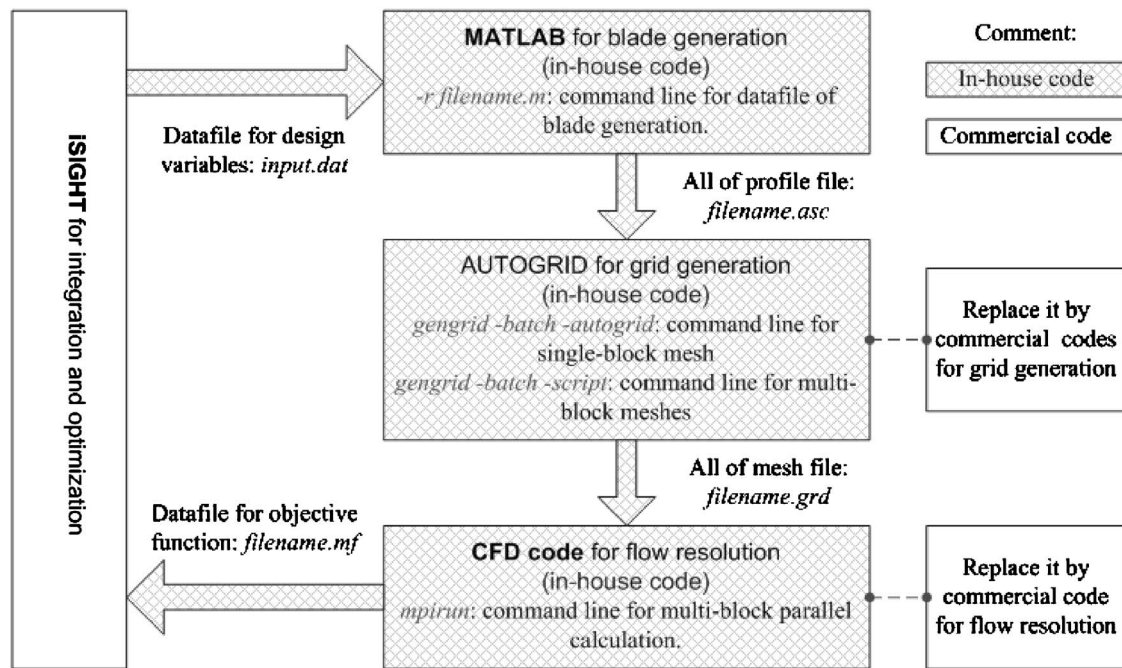 iSIGHT for integration and optimization
Datafile for design
variables: input.dat
MATLAB for blade generation
(in-house code)
-r filename.m: command line for datafile of
blade generation.
Comment:
In-house code
Commercial code
All of profile file:
filename.asc
AUTOGRID for grid generation
(in-house code)
gengrid -batch -autogrid: command line for
single-block mesh
gengrid -batch -script: command line for multi-
block meshes
Replace it by
commercial codes
for grid generation
All of mesh file:
filename.grd
Datafile for objective
function: filename.mf
CFD code for flow resolution
(in-house code)
mpirun: command line for multi-block parallel
calculation.
Replace it by
commercial code
for flow resolution